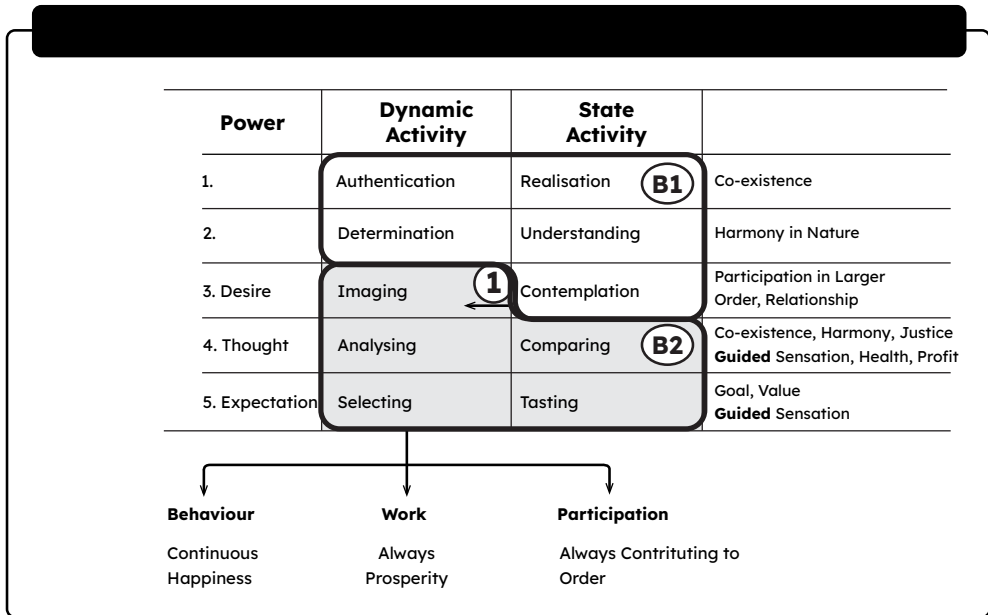 Power
Dynamic
Activity
State
Activity
1.
Authentication
Realisation
B1
Co-existence
2.
Determination
Understanding
Harmony in Nature
3. Desire
Imaging
1
Contemplation
Participation in Larger
Order, Relationship
4. Thought
Analysing
Comparing
B2
Co-existence, Harmony, Justice
Guided Sensation, Health, Profit
5. Expectation
Selecting
Tasting
Goal, Value
Guided Sensation
Behaviour
Continuous
Happiness
Work
Always
Prosperity
Participation
Always Contrituting to
Order